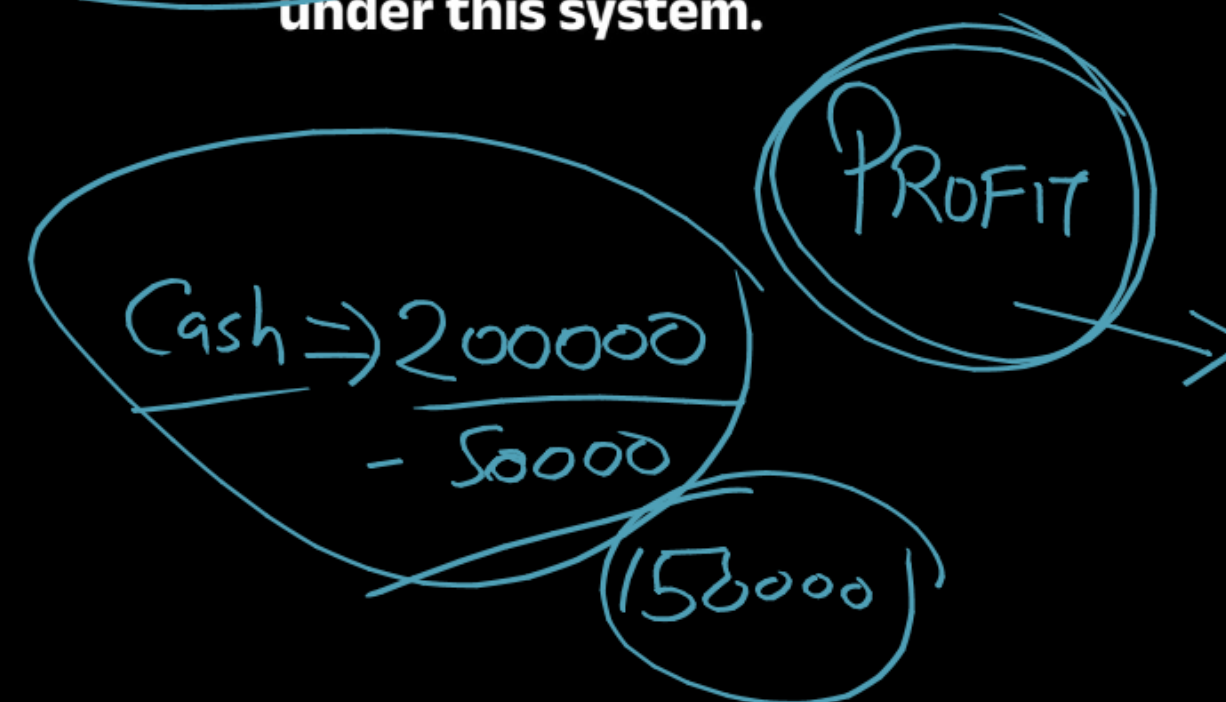 under this system.
PROFIT
Cash ⇒ 200000
- 50000
150000